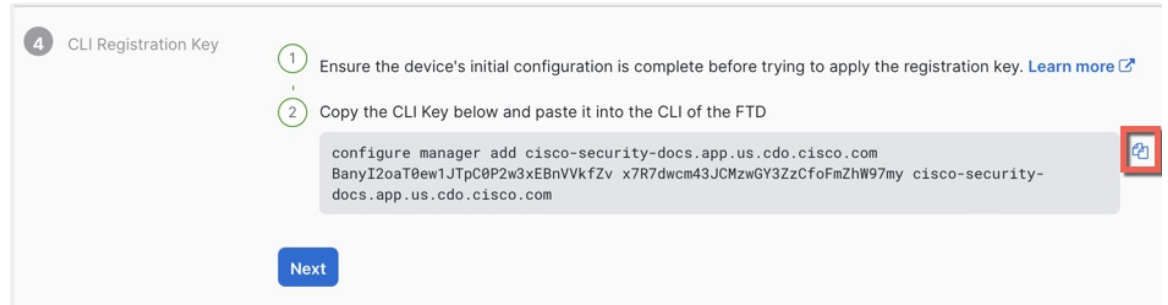 4 CLI Registration Key
1 Ensure the device's initial configuration is complete before trying to apply the registration key. Learn more
2 Copy the CLI Key below and paste it into the CLI of the FTD
configure manager add cisco-security-docs.app.us.cdo.cisco.com
BanyI2oaT0ew1JTpC0P2w3xEBnVVkfZv x7R7dwcm43JCMzwGY3ZzCfoFmZhW97my cisco-security-
docs.app.us.cdo.cisco.com
Next